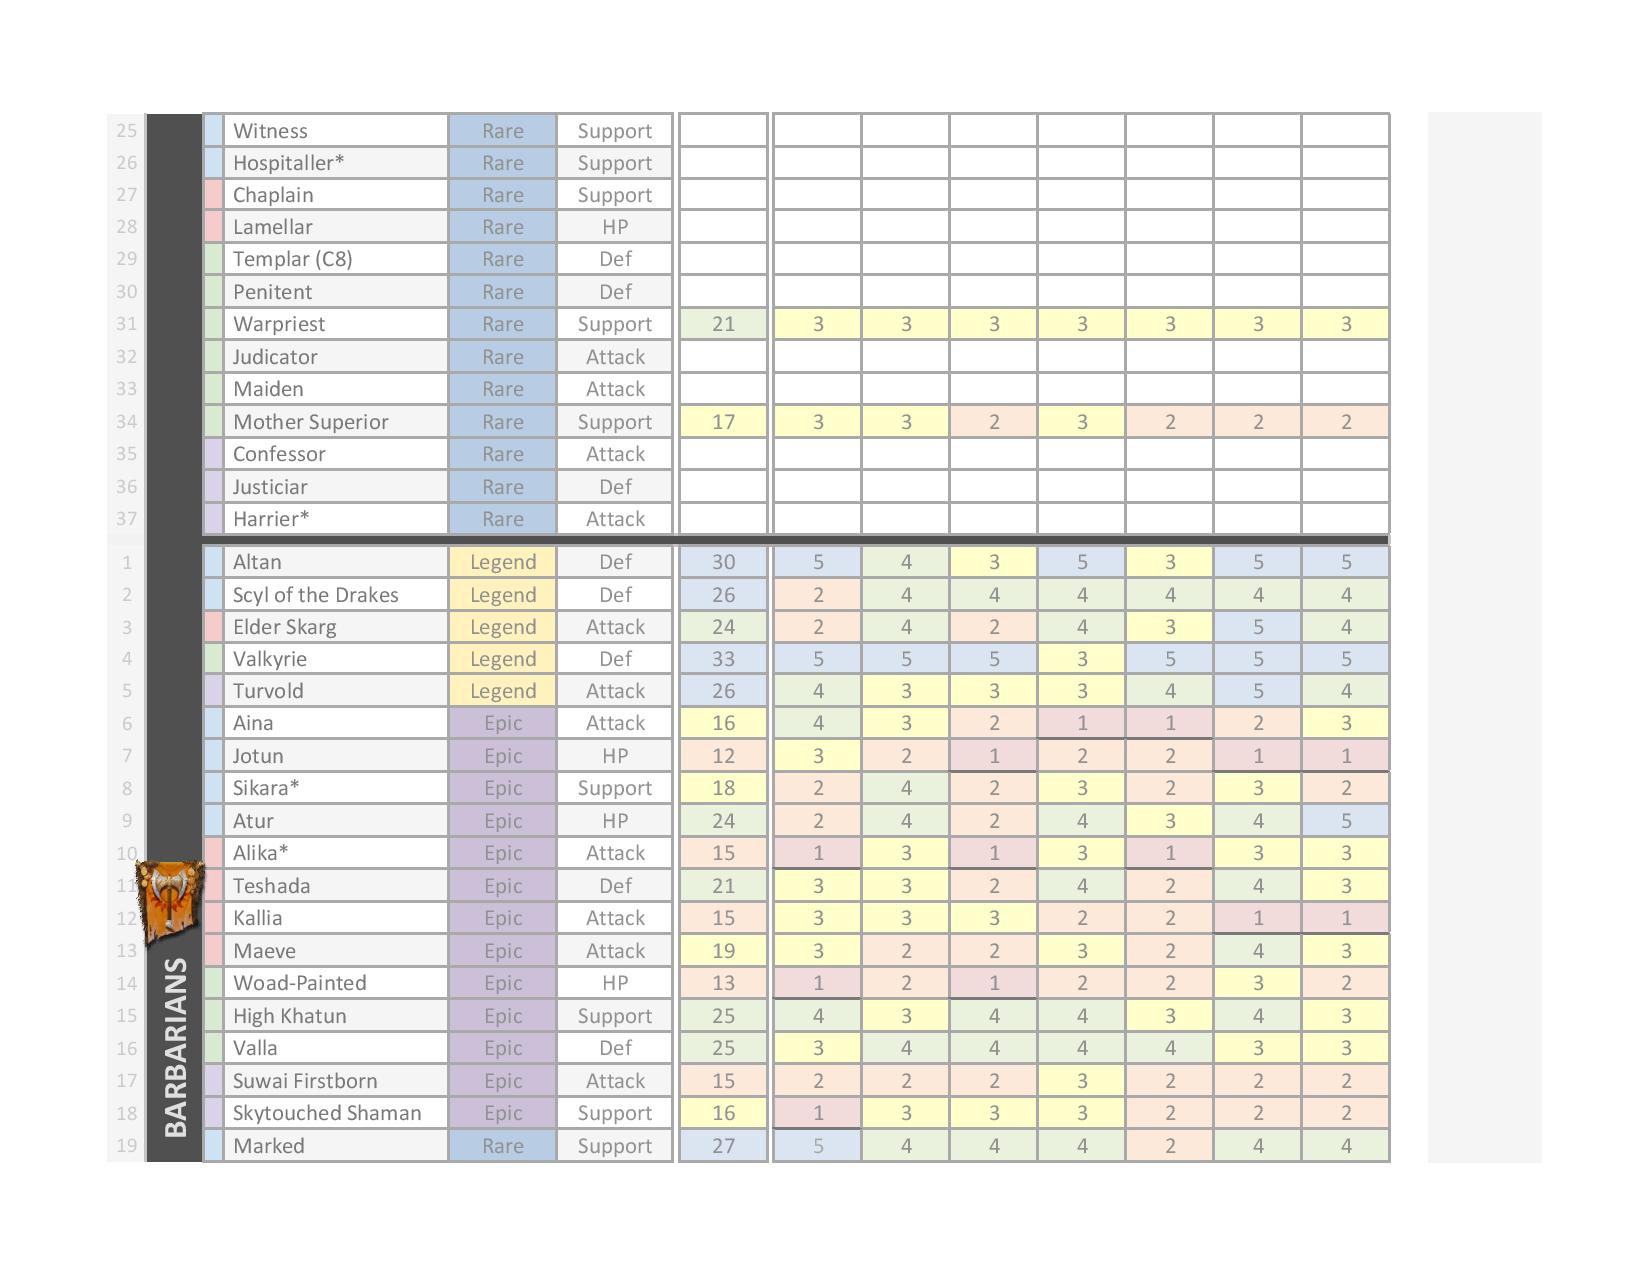 25 Witness Rare Support
26 Hospitaller* Rare Support
27 Chaplain Rare Support
28 Lamellar Rare HP
29 Templar (C8) Rare Def
30 Penitent Rare Def
31 Warpriest Rare Support 21 3 3 3 3 3 3 3
32 Judicator Rare Attack
33 Maiden Rare Attack
34 Mother Superior Rare Support 17 3 3 2 3 2 2 2
35 Confessor Rare Attack
36 Justiciar Rare Def
37 Harrier* Rare Attack
1 Altan Legend Def 30 5 4 3 5 3 5 5
2 Scyl of the Drakes Legend Def 26 2 4 4 4 4 4 4
3 Elder Skarg Legend Attack 24 2 4 2 4 3 5 4
4 Valkyrie Legend Def 33 5 5 5 3 5 5 5
5 Turvold Legend Attack 26 4 3 3 3 4 5 4
6 Aina Epic Attack 16 4 3 2 1 1 2 3
7 Jotun Epic HP 12 3 2 1 2 2 1 1
8 Sikara* Epic Support 18 2 4 2 3 2 3 2
9 Atur Epic HP 24 2 4 2 4 3 4 5
10 Alika* Epic Attack 15 1 3 1 3 1 3 3
11 Teshada Epic Def 21 3 3 2 4 2 4 3
12 Kallia Epic Attack 15 3 3 3 2 2 1 1
13 Maeve Epic Attack 19 3 2 2 3 2 4 3
14 Woad-Painted Epic HP 13 1 2 1 2 2 3 2
15 High Khatun Epic Support 25 4 3 4 4 3 4 3
16 Valla Epic Def 25 3 4 4 4 4 3 3
17 Suwai Firstborn Epic Attack 15 2 2 2 3 2 2 2
18 Skytouched Shaman Epic Support 16 1 3 3 3 2 2 2
19 Marked Rare Support 27 5 4 4 4 2 4 4
BARBARIANS